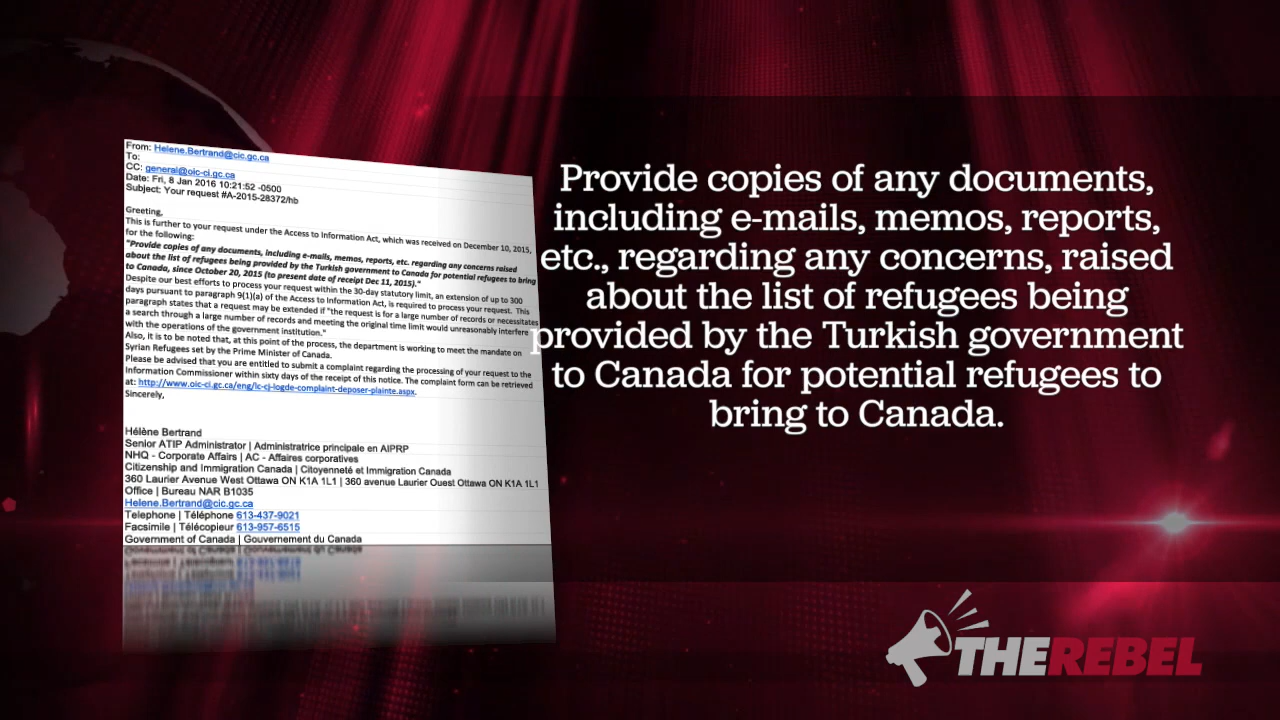 From: Helene.Bertrand@cic.gc.ca
To:
CC: general@oic-ci.gc.ca
Date: Fri, 8 Jan 2016 10:21:52 -0500
Subject: Your request #A-2015-28372/hb
Greeting,
This is further to your request under the Access to Information Act, which was received on December 10, 2015,
for the following:
"Provide copies of any documents, including e-mails, memos, reports, etc. regarding any concerns raised
about the list of refugees being provided by the Turkish government to Canada for potential refugees to bring
to Canada, since October 20, 2015 (to present date of receipt Dec 11, 2015)."
Despite our best efforts to process your request within the 30-day statutory limit, an extension of up to 300
days pursuant to paragraph 9(1)(a) of the Access to Information Act, is required to process your request. This
paragraph states that a request may be extended if "the request is for a large number of records or necessitates
a search through a large number of records and meeting the original time limit would unreasonably interfere
with the operations of the government institution."
Also, it is to be noted that, at this point of the process, the department is working to meet the mandate on
Syrian Refugees set by the Prime Minister of Canada.
Please be advised that you are entitled to submit a complaint regarding the processing of your request to the
Information Commissioner within sixty days of the receipt of this notice. The complaint form can be retrieved
at: http://www.oic-ci.gc.ca/eng/lc-cj-logde-complaint-deposer-plainte.aspx.
Sincerely,
Hélène Bertrand
Senior ATIP Administrator | Administratrice principale en AIPRP
NHQ - Corporate Affairs | AC - Affaires corporatives
Citizenship and Immigration Canada | Citoyenneté et Immigration Canada
360 Laurier Avenue West Ottawa ON K1A 1L1 | 360 avenue Laurier Ouest Ottawa ON K1A 1L1
Office | Bureau NAR B1035
Helene.Bertrand@cic.gc.ca
Telephone | Téléphone 613-437-9021
Facsimile | Télécopieur 613-957-6515
Government of Canada | Gouvernement du Canada
Provide copies of any documents,
including e-mails, memos, reports,
etc., regarding any concerns, raised
about the list of refugees being
provided by the Turkish government
to Canada for potential refugees to
bring to Canada.
THEREBEL